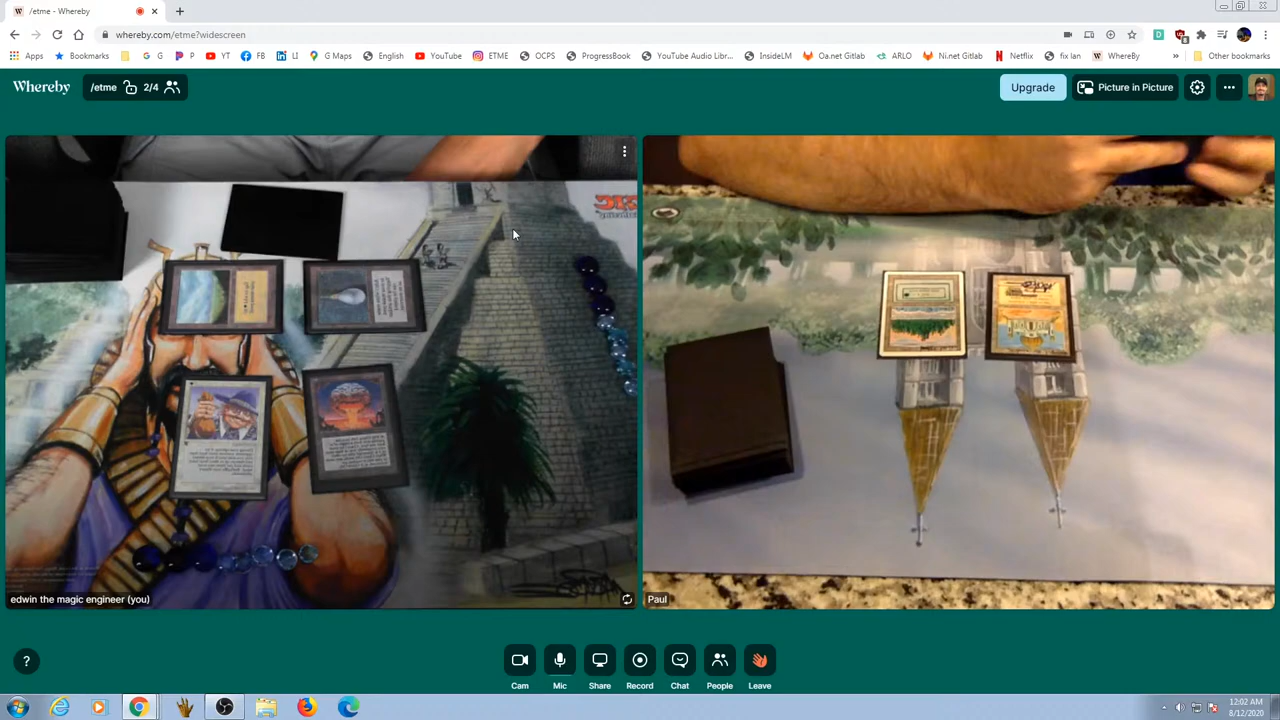 /etme - Whereby
whereby.com/etme?widescreen
Apps
Bookmarks
G
P
YT
FB
LI
G Maps
English
YouTube
ETME
OCPS
ProgressBook
YouTube Audio Libr...
InsideLM
Oa.net Gitlab
ARLO
Ni.net Gitlab
Netflix
fix lan
WhereBy
»
Other bookmarks
Whereby
/etme
2/4
Upgrade
Picture in Picture
edwin the magic engineer (you)
Paul
?
Cam
Mic
Share
Record
Chat
People
Leave
12:02 AM
8/12/2020